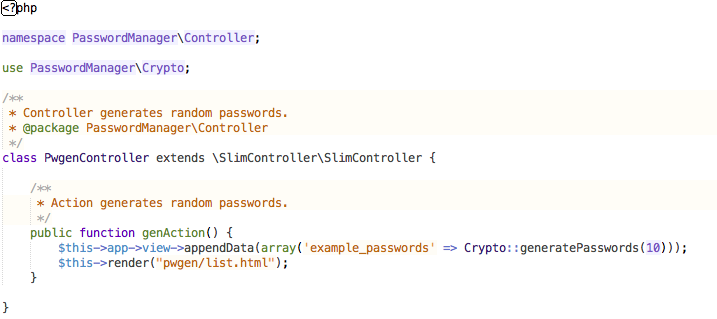 <?php
namespace PasswordManager\Controller;
use PasswordManager\Crypto;
/**
 * Controller generates random passwords.
 * @package PasswordManager\Controller
 */
class PwgenController extends \SlimController\SlimController {
    /**
     * Action generates random passwords.
     */
    public function genAction() {
        $this->app->view->appendData(array('example_passwords' => Crypto::generatePasswords(10)));
        $this->render("pwgen/list.html");
    }
}